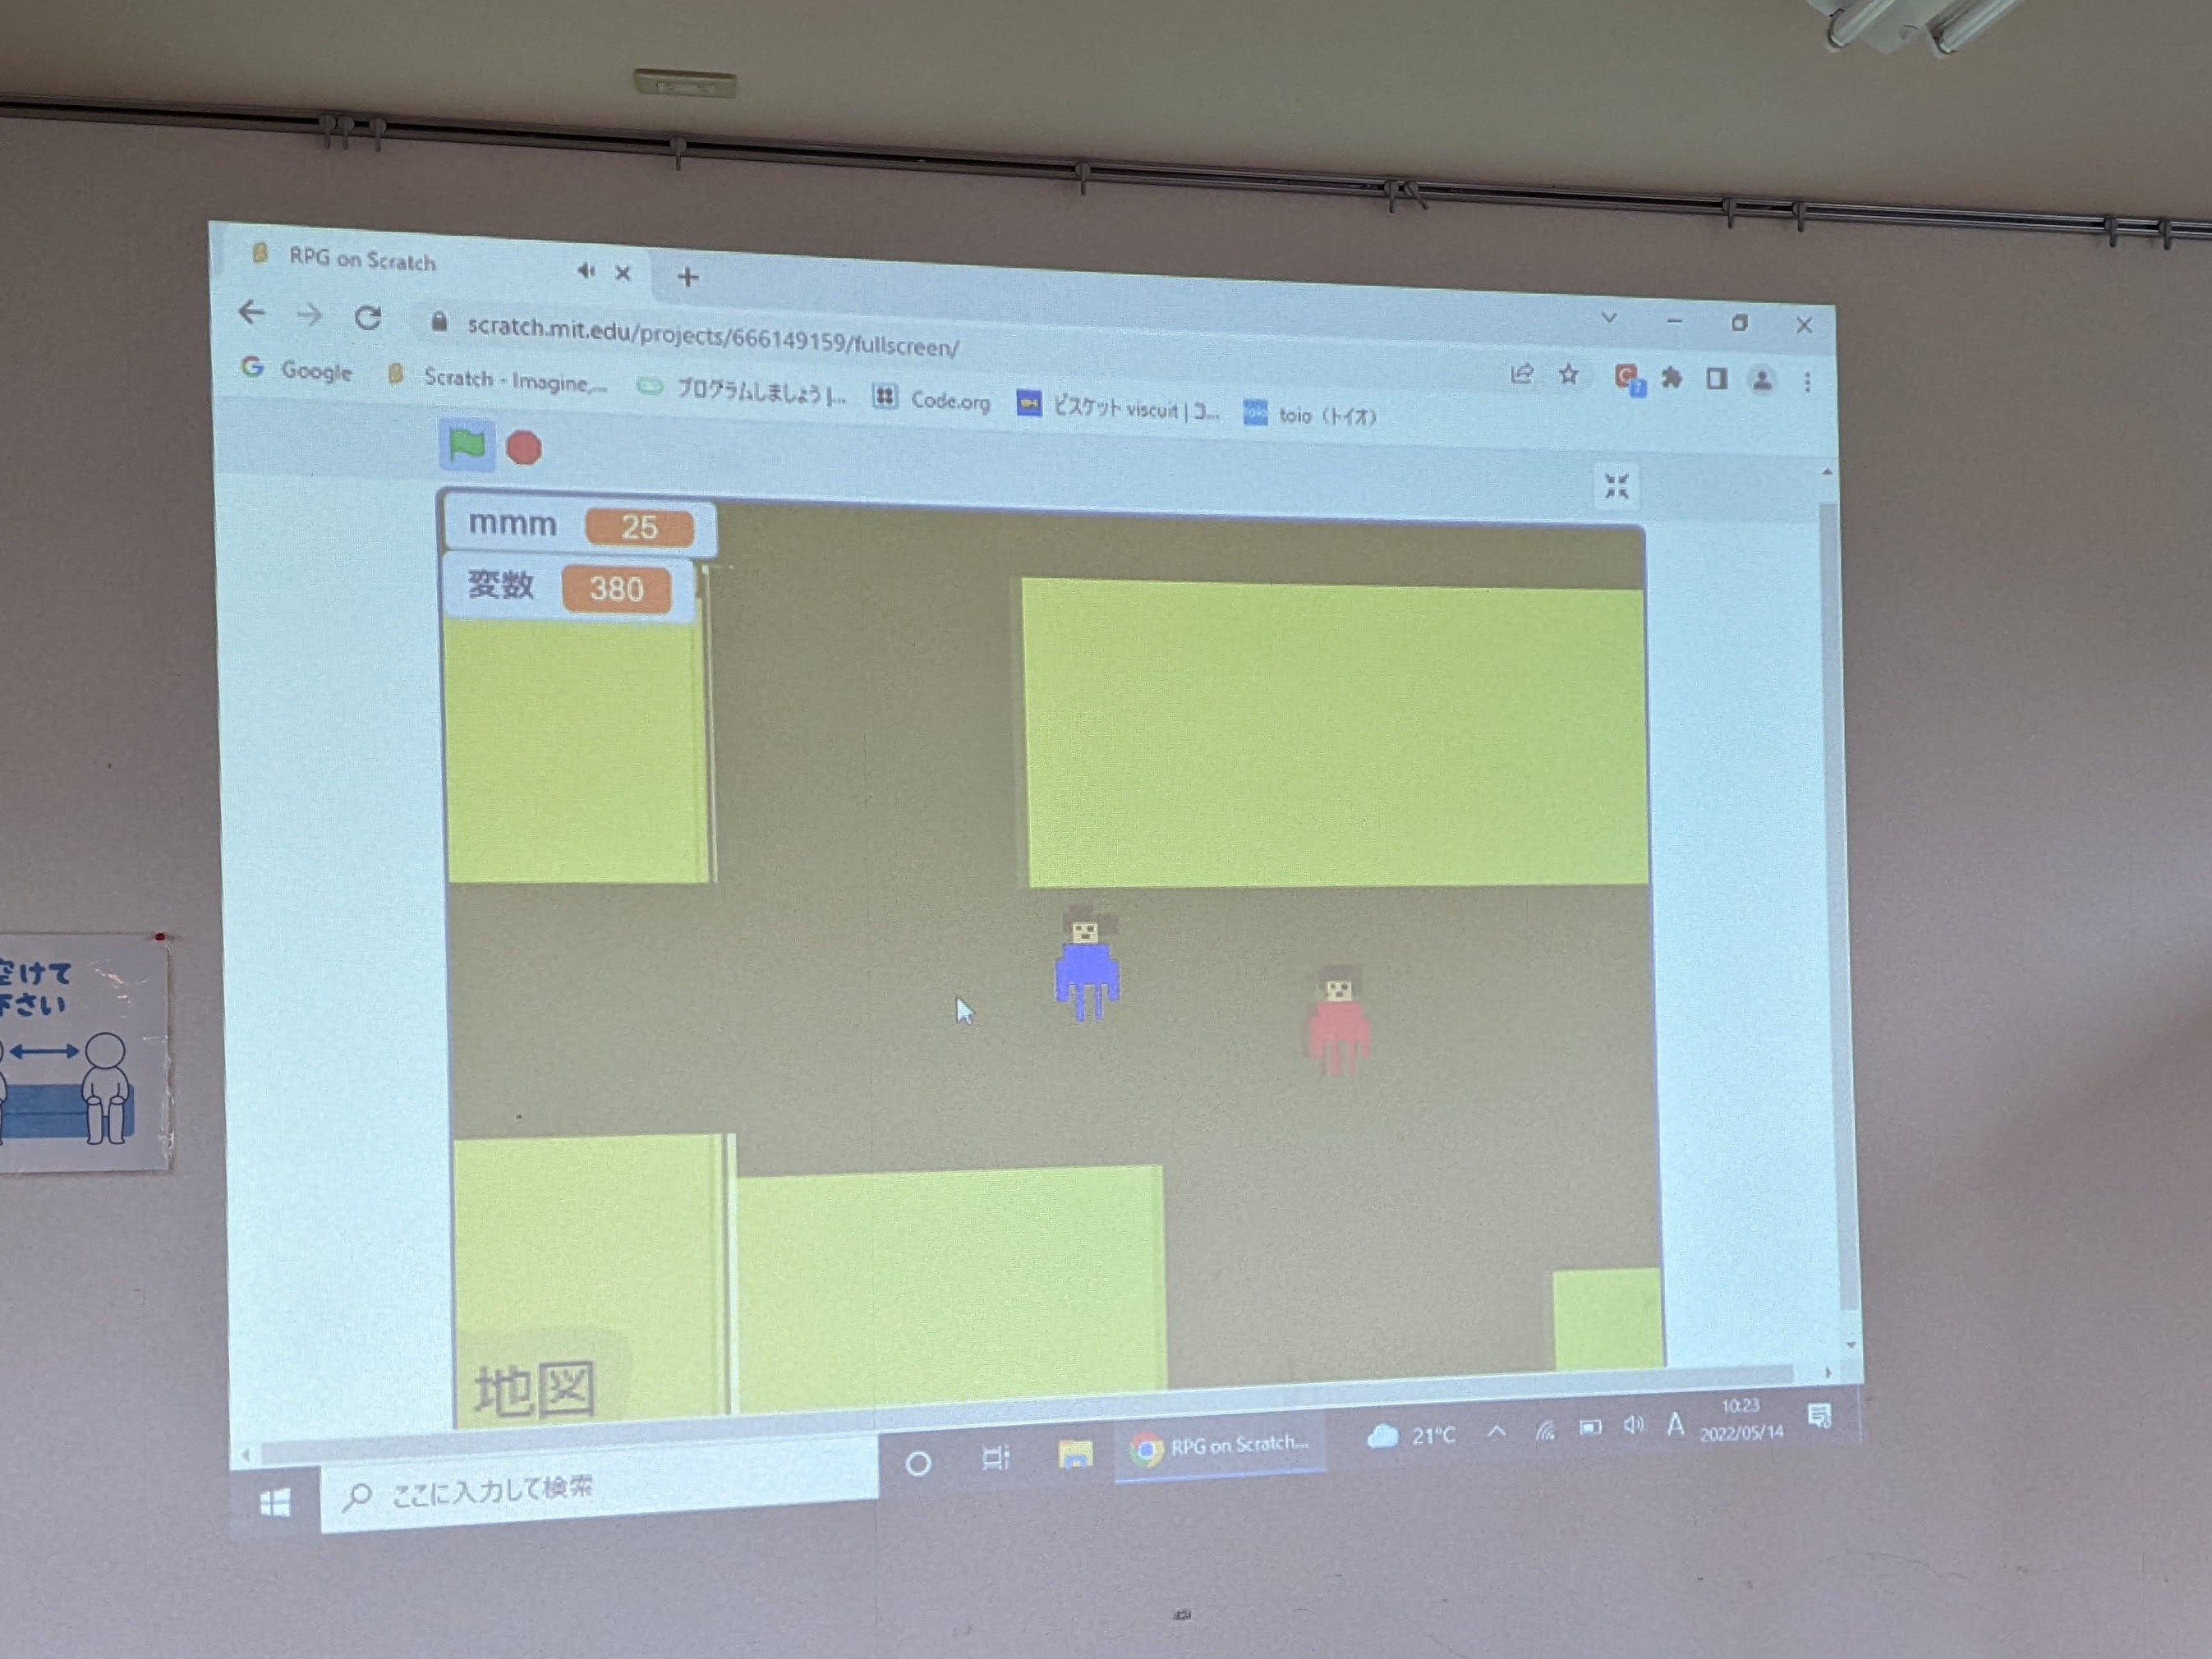 RPG on Scratch
scratch.mit.edu/projects/666149159/fullscreen/
Google
Scratch - Imagine,...
プログラムしましょう |...
Code.org
ビスケット viscuit | コ...
toio（トイオ）
mmm 25
変数 380
地図
空けて
下さい
ここに入力して検索
RPG on Scratch...
21°C
A
10:23
2022/05/14